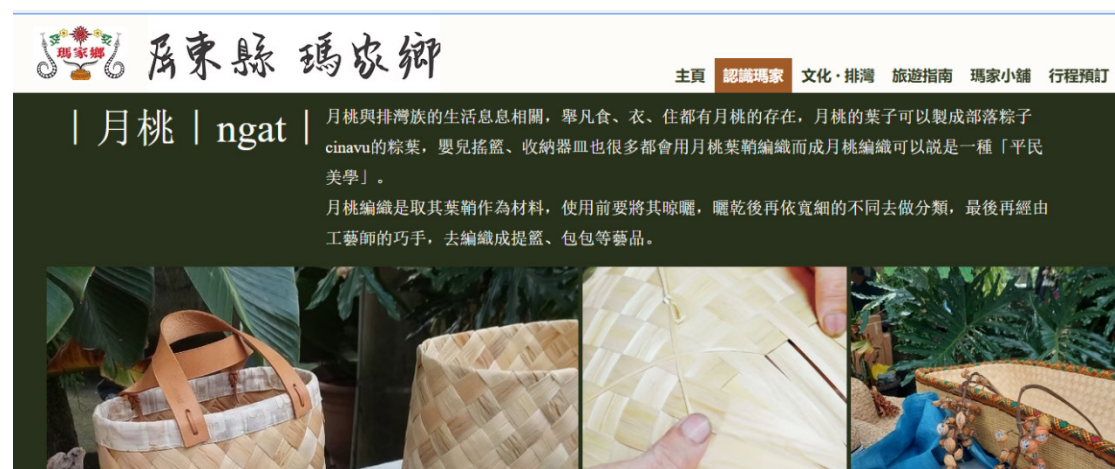 瑪家鄉
屏東縣 瑪家鄉
主頁 認識瑪家 文化·排灣 旅遊指南 瑪家小舖 行程預訂
｜月桃｜ngat｜
月桃與排灣族的生活息息相關，舉凡食、衣、住都有月桃的存在，月桃的葉子可以製成部落粽子
cinavu的粽葉，嬰兒搖籃、收納器皿也很多都會用月桃葉鞘編織而成月桃編織可以說是一種「平民
美學」。
月桃編織是取其葉鞘作為材料，使用前要將其晾曬，曬乾後再依寬細的不同去做分類，最後再經由
工藝師的巧手，去編織成提籃、包包等藝品。